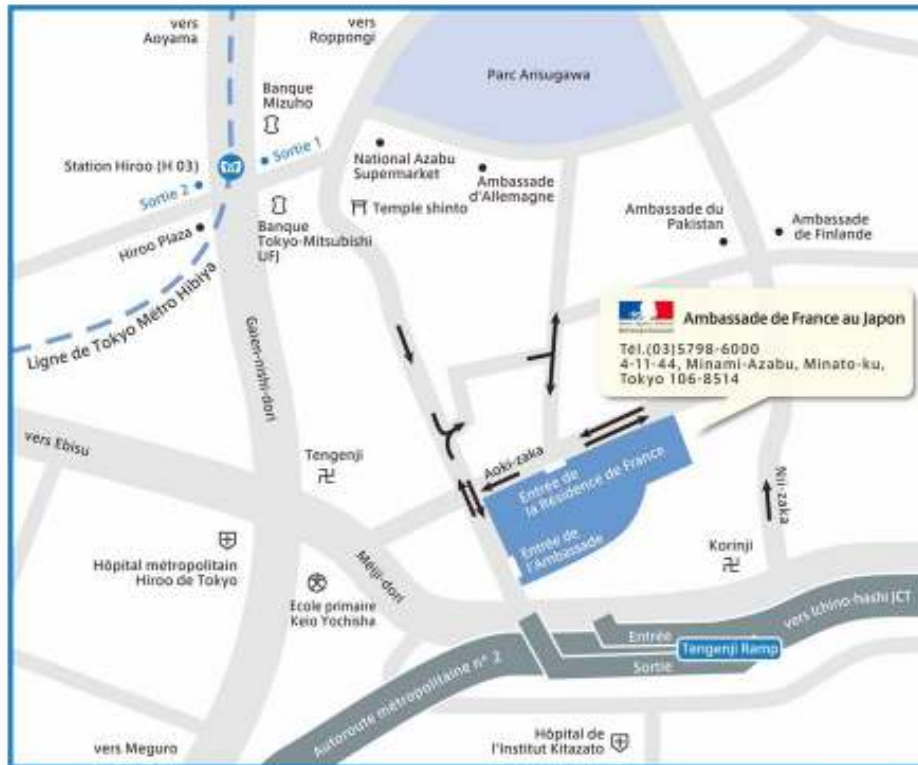 vers
Aoyama
vers
Roppongi
Parc Arisugawa
Banque
Mizuho
Sortie 1
Station Hiroo (H 03)
Sortie 2
National Azabu
Supermarket
Ambassade
d'Allemagne
Temple shinto
Hiroo Plaza
Banque
Tokyo-Mitsubishi
UFJ
Ambassade du
Pakistan
Ambassade
de Finlande
Ligne de Tokyo Métro Hibiya
Gaien-nishi-dori
Ambassade de France au Japon
Tél.(03)5798-6000
4-11-44, Minami-Azabu, Minato-ku,
Tokyo 106-8514
vers Ebisu
Tengenji
Aoki-zaka
Entrée de
la Résidence de France
Entrée de
l'Ambassade
Nii-zaka
Korinji
Hôpital métropolitain
Hiroo de Tokyo
Meiji-dori
Ecole primaire
Keio Yochisha
vers Ichino-hashi JCT
Entrée
Tengenji Ramp
Sortie
Autoroute métropolitaine n° 2
vers Meguro
Hôpital de
l'Institut Kitazato